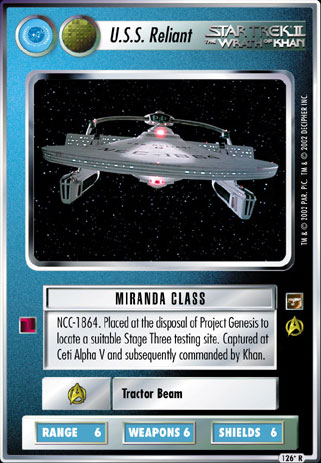 U.S.S. Reliant
STAR TREK II
THE WRATH OF KHAN
TM & © 2002 PAR. PIC. TM & © 2002 DECIPHER INC.
MIRANDA CLASS
NCC-1864. Placed at the disposal of Project Genesis to
locate a suitable Stage Three testing site. Captured at
Ceti Alpha V and subsequently commanded by Khan.
Tractor Beam
RANGE 6 WEAPONS 6 SHIELDS 6
126* R